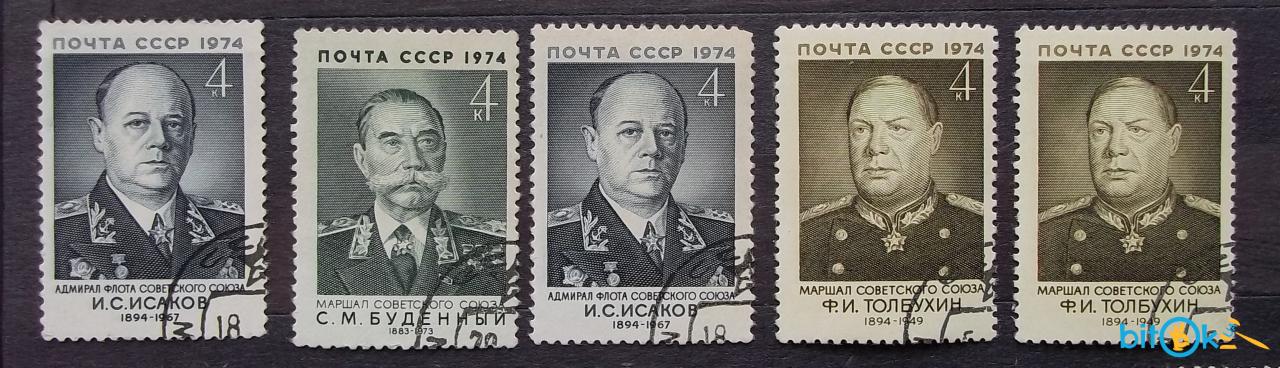 ПОЧТА СССР 1974
4
к
АДМИРАЛ ФЛОТА СОВЕТСКОГО СОЮЗА
И.С.ИСАКОВ
1894-1967
18
ПОЧТА СССР 1974
4
к
МАРШАЛ СОВЕТСКОГО СОЮЗА
С.М.БУДЕННЫЙ
1883-1973
ПОЧТА СССР 1974
4
к
АДМИРАЛ ФЛОТА СОВЕТСКОГО СОЮЗА
И.С.ИСАКОВ
1894-1967
18
ПОЧТА СССР 1974
4
к
МАРШАЛ СОВЕТСКОГО СОЮЗА
Ф.И.ТОЛБУХИН
1894-1949
ПОЧТА СССР 1974
4
к
МАРШАЛ СОВЕТСКОГО СОЮЗА
Ф.И.ТОЛБУХИН
1894-1949
bitOk